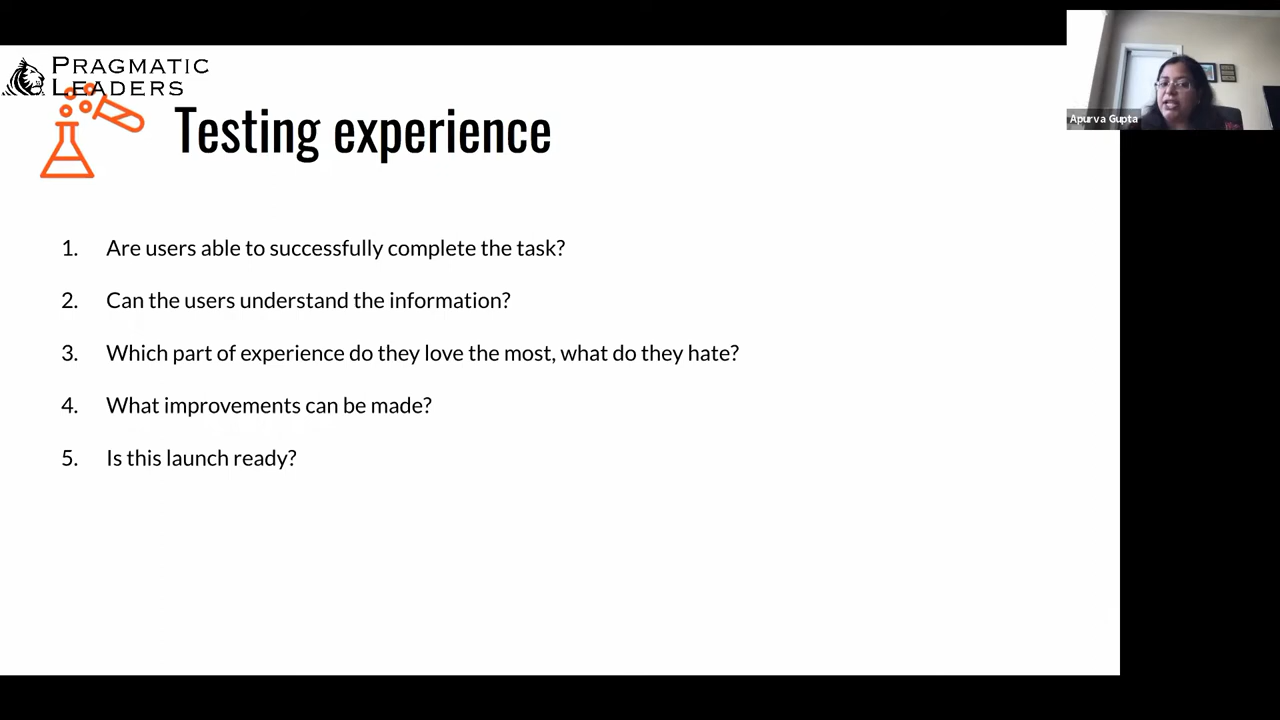 PRAGMATIC
LEADERS
Apurva Gupta
Testing experience
1. Are users able to successfully complete the task?
2. Can the users understand the information?
3. Which part of experience do they love the most, what do they hate?
4. What improvements can be made?
5. Is this launch ready?